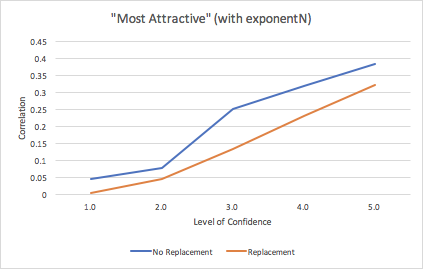 "Most Attractive" (with exponentN)
0.45
0.4
0.35
0.3
0.25
0.2
0.15
0.1
0.05
0
Correlation
1.0 2.0 3.0 4.0 5.0
Level of Confidence
No Replacement Replacement